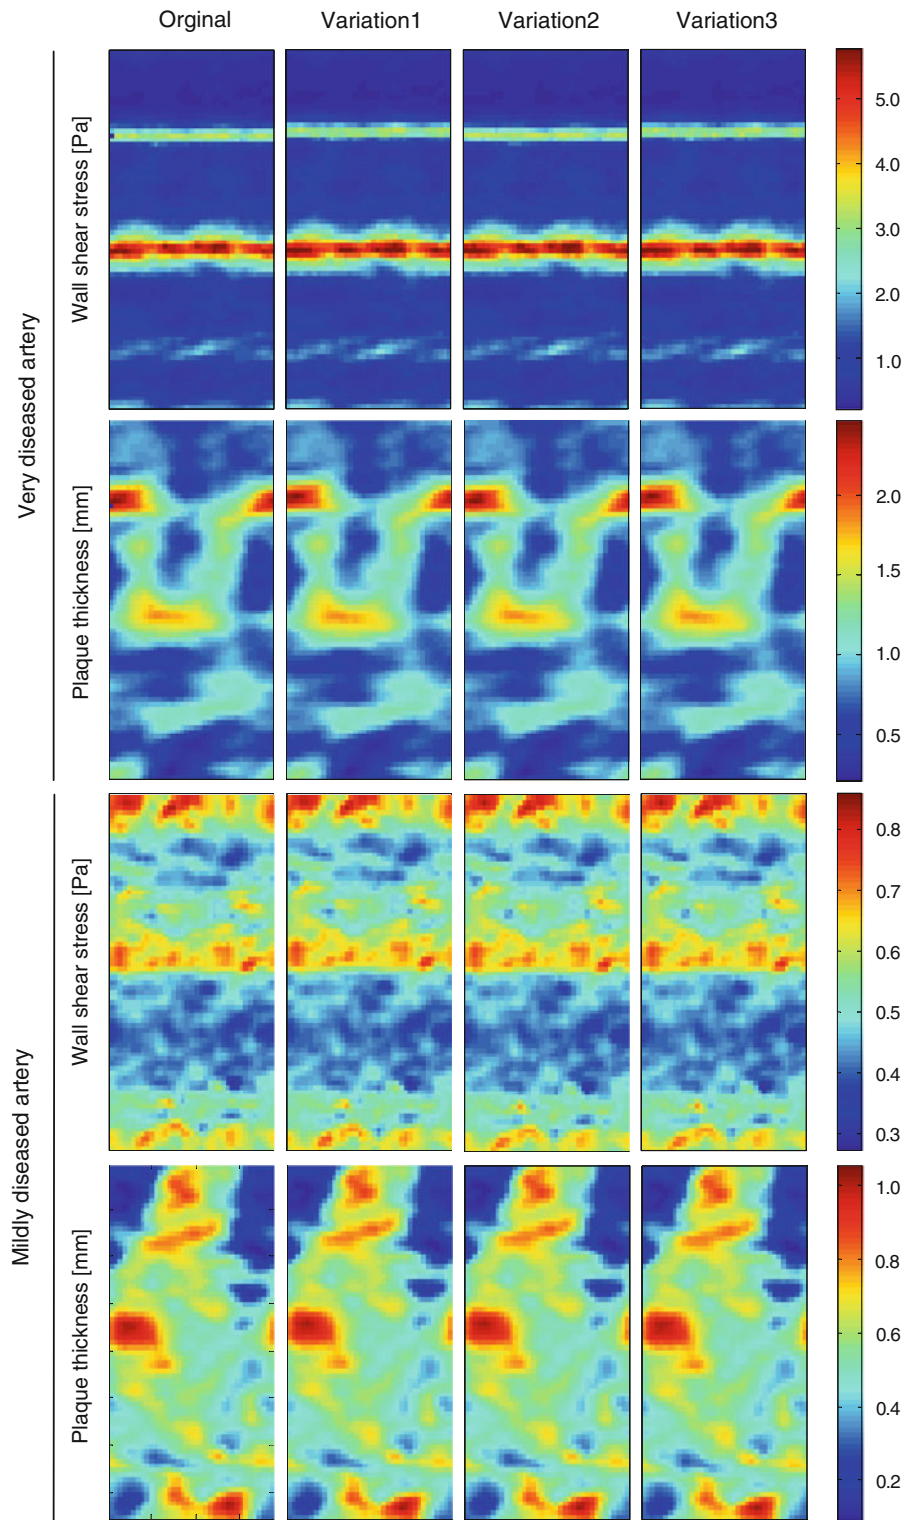 Orginal Variation1 Variation2 Variation3
Very diseased artery
Wall shear stress [Pa]
5.0
4.0
3.0
2.0
1.0
Plaque thickness [mm]
2.0
1.5
1.0
0.5
Mildly diseased artery
Wall shear stress [Pa]
0.8
0.7
0.6
0.5
0.4
0.3
Plaque thickness [mm]
1.0
0.8
0.6
0.4
0.2